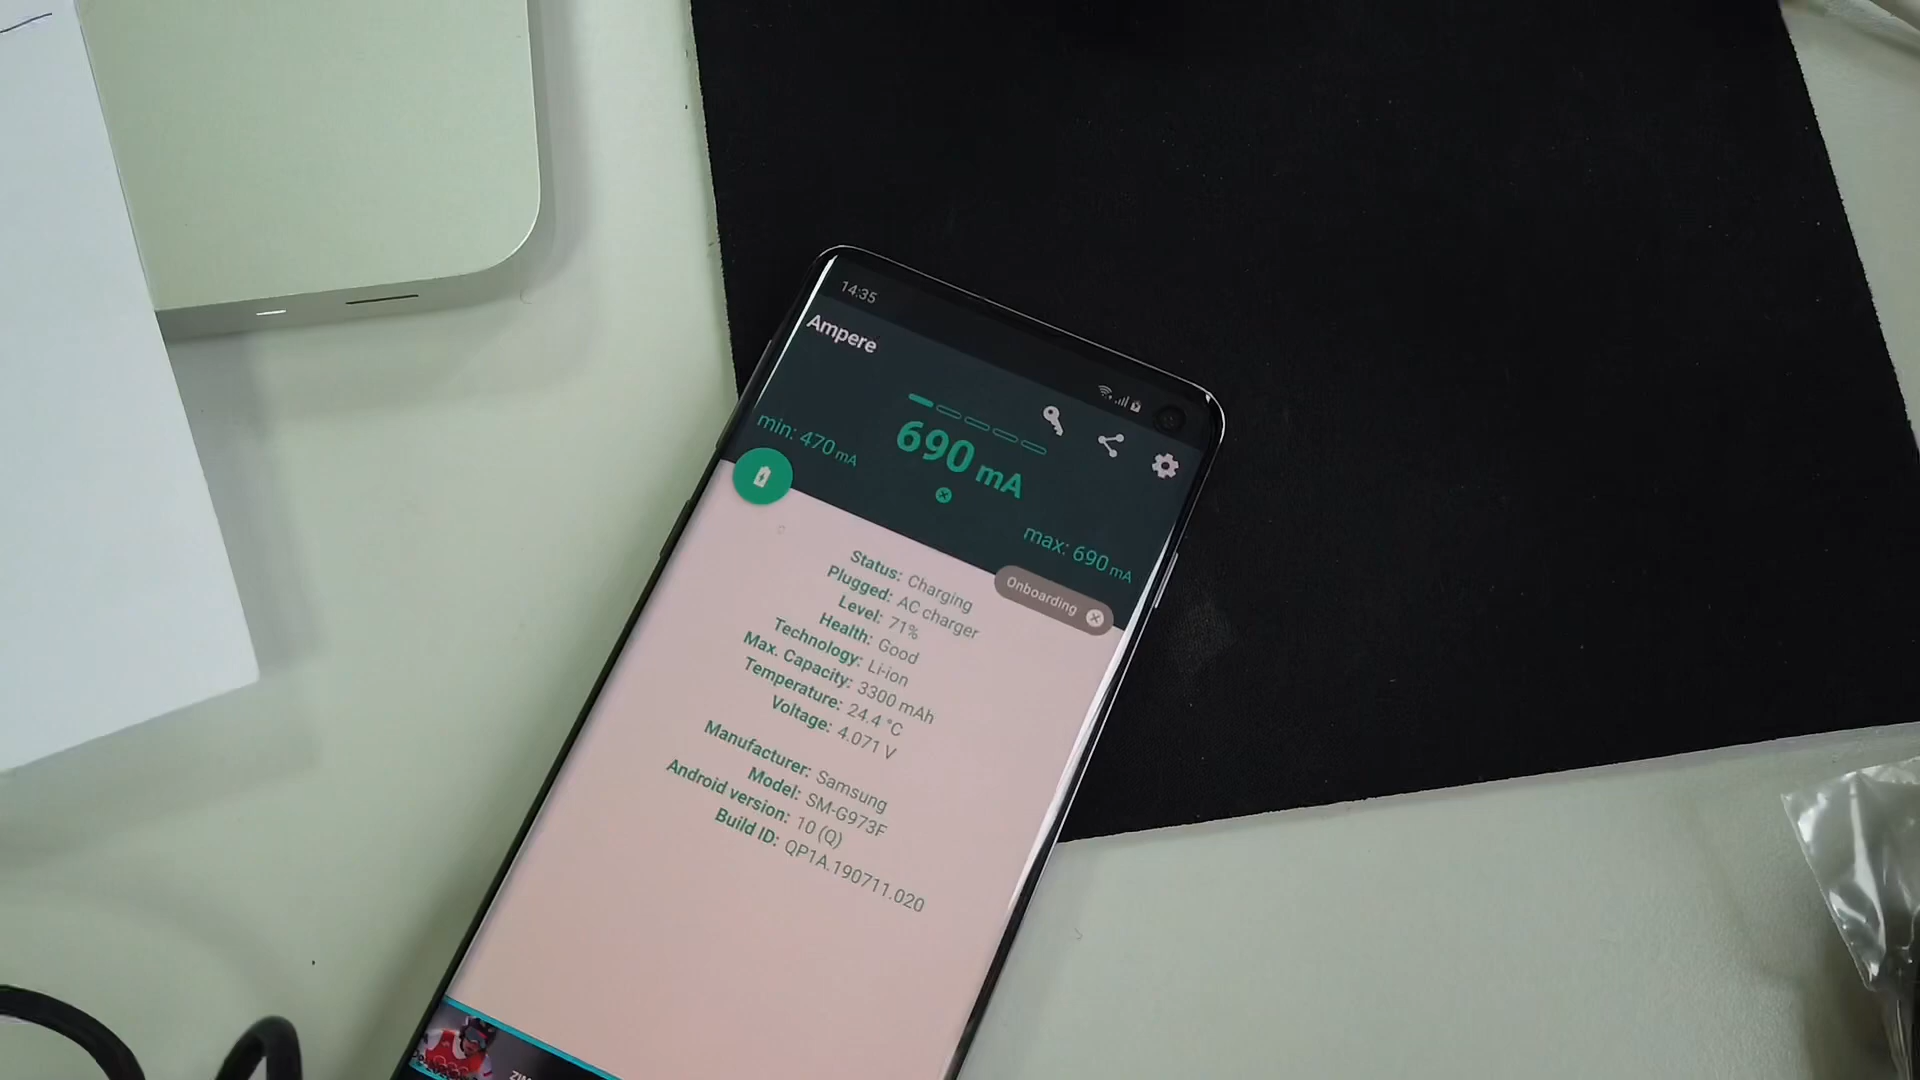 14:35
Ampere
690 mA
min: 470 mA
max: 690 mA
Onboarding
Status: Charging
Plugged: AC charger
Level: 71%
Health: Good
Technology: Li-ion
Max. Capacity: 3300 mAh
Temperature: 24.4 °C
Voltage: 4.071 V
Manufacturer: Samsung
Model: SM-G973F
Android version: 10 (Q)
Build ID: QP1A.190711.020